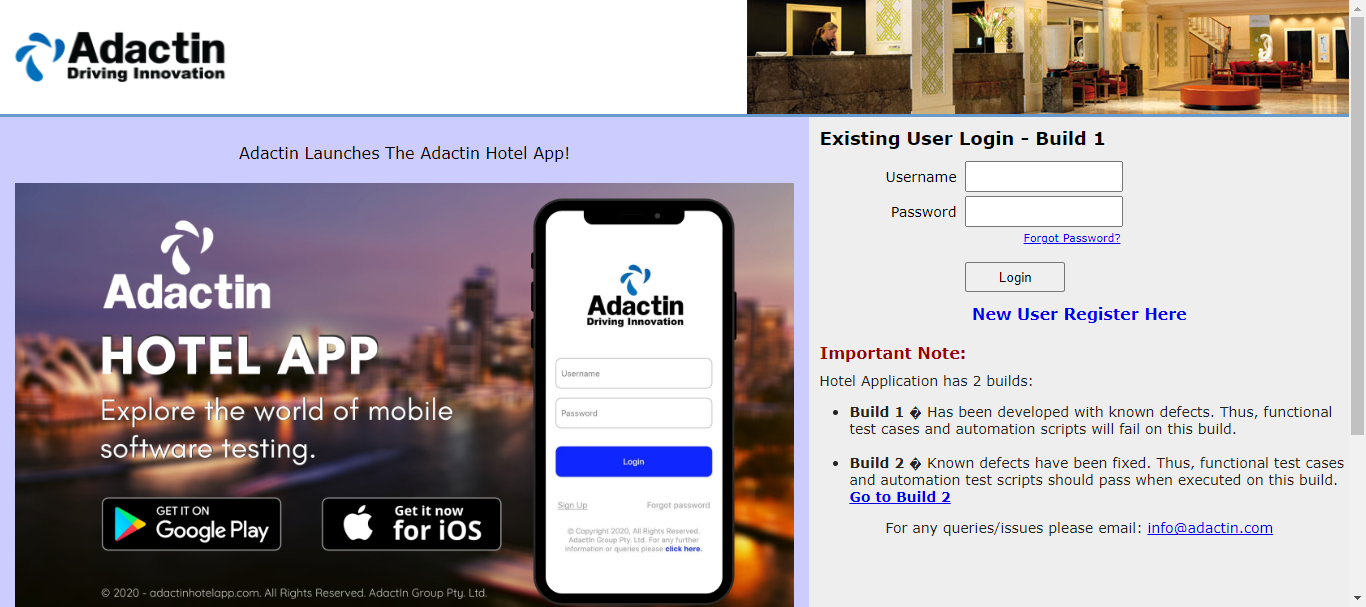 Adactin
Driving Innovation
Adactin Launches The Adactin Hotel App!
Adactin
HOTEL APP
Explore the world of mobile
software testing.
GET IT ON
Google Play
Get it now
for iOS
© 2020 - adactinhotelapp.com. All Rights Reserved. AdactIn Group Pty. Ltd.
Adactin
Driving Innovation
Username
Password
Login
Sign Up Forgot password
© Copyright 2020, All Rights Reserved.
AdactIn Group Pty. Ltd. For any further
information or queries please click here.
Existing User Login - Build 1
Username
Password
Forgot Password?
Login
New User Register Here
Important Note:
Hotel Application has 2 builds:
• Build 1 � Has been developed with known defects. Thus, functional
test cases and automation scripts will fail on this build.
• Build 2 � Known defects have been fixed. Thus, functional test cases
and automation test scripts should pass when executed on this build.
Go to Build 2
For any queries/issues please email: info@adactin.com